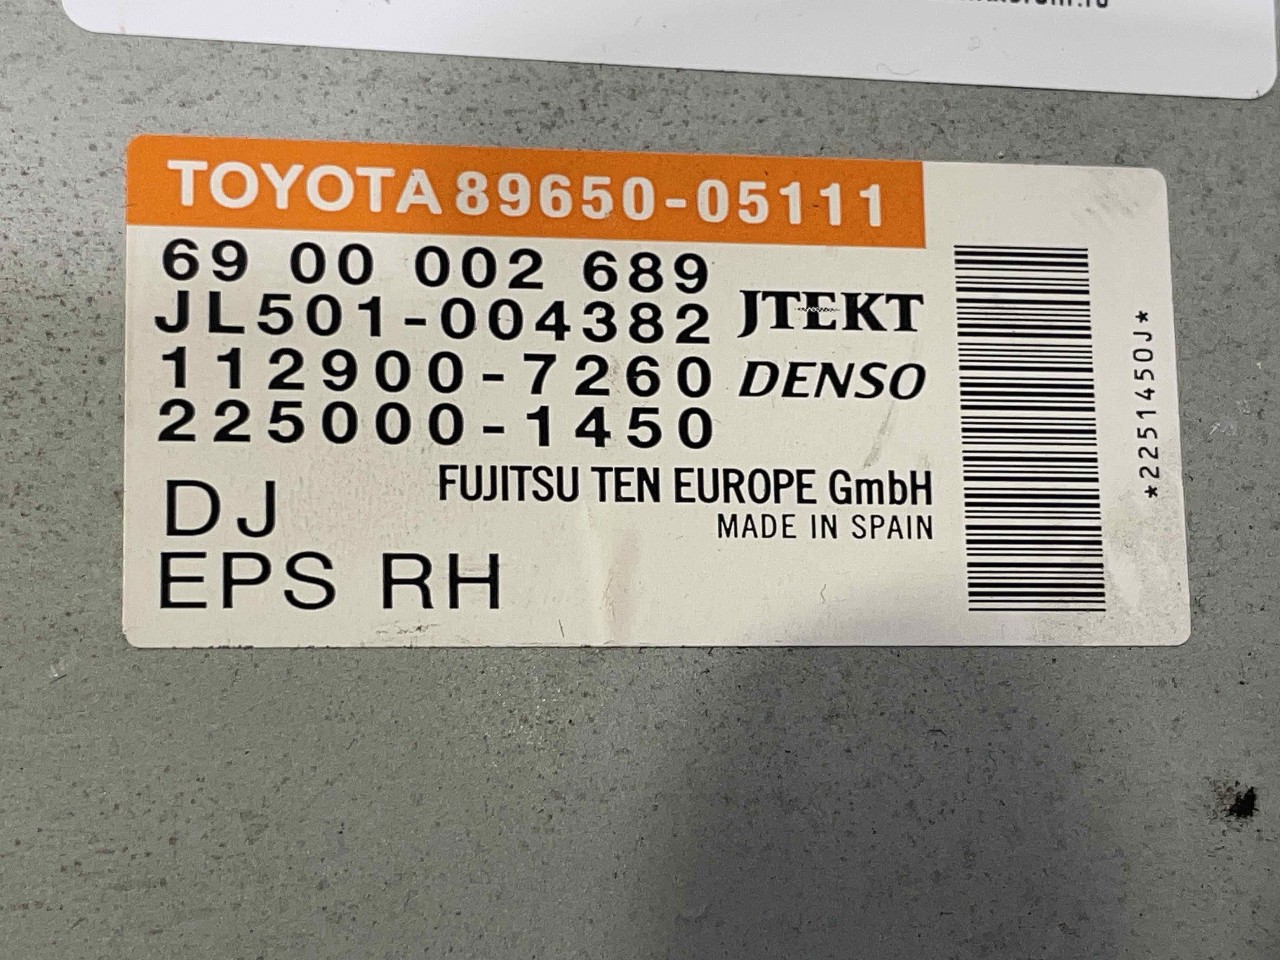 TOYOTA 89650-05111
69 00 002 689
JL501-004382 JTEKT
112900-7260 DENSO
225000-1450
FUJITSU TEN EUROPE GmbH
DJ
MADE IN SPAIN
EPS RH
*2251450J*